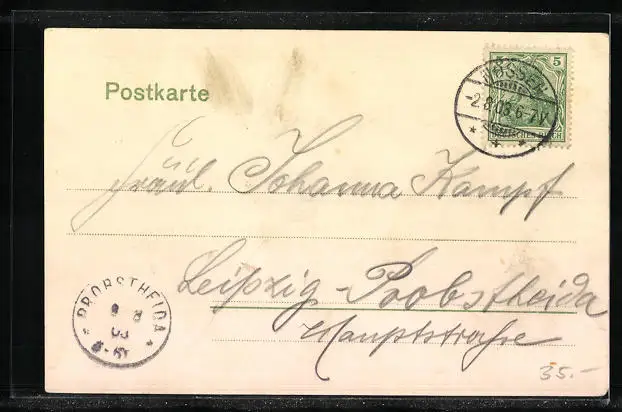 Postkarte
5
DEUTSCHES REICH
-2.8.03.6-7V.
Fräul. Johanna Kampf
Leipzig-Probstheida
Hauptstraße
PROBSTHEIDA
35.-